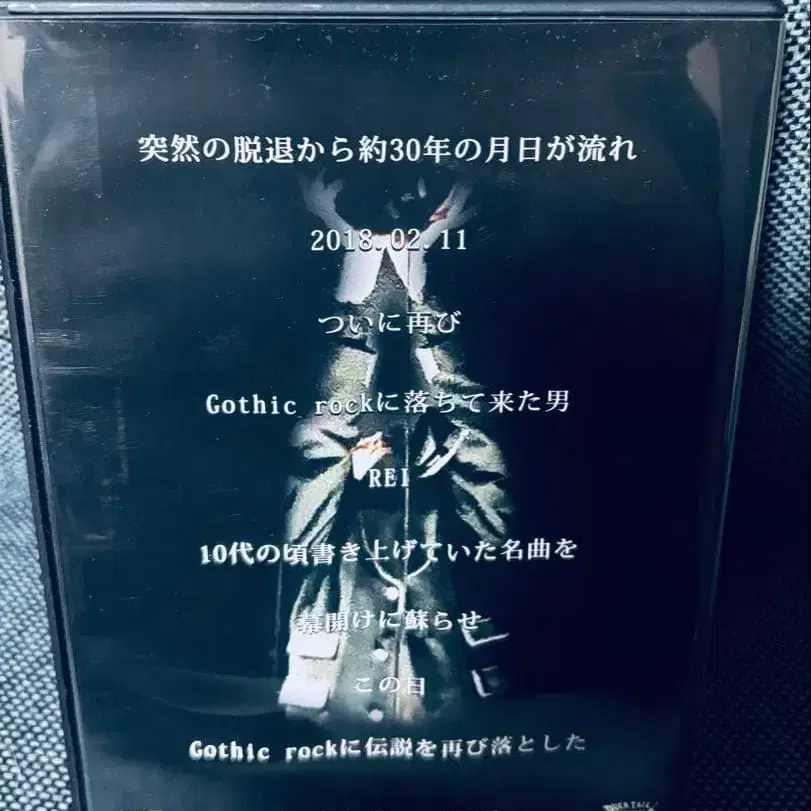 突然の脱退から約30年の月日が流れ
2018.02.11
ついに再び
Gothic rockに落ちて来た男
REI
10代の頃書き上げていた名曲を
幕開けに蘇らせ
この日
Gothic rockに伝説を再び落とした